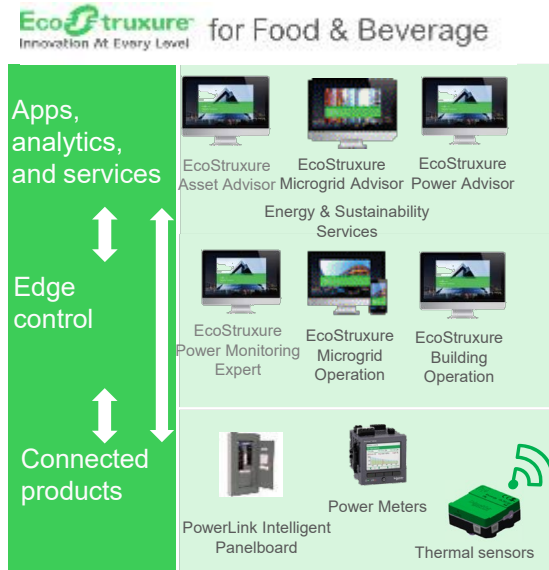 EcoStruxure for Food & Beverage
Innovation At Every Level
Apps,
analytics,
and services
EcoStruxure
Asset Advisor
EcoStruxure
Microgrid Advisor
EcoStruxure
Power Advisor
Energy & Sustainability
Services
Edge
control
EcoStruxure
Power Monitoring
Expert
EcoStruxure
Microgrid
Operation
EcoStruxure
Building
Operation
Connected
products
PowerLink Intelligent
Panelboard
Power Meters
Thermal sensors